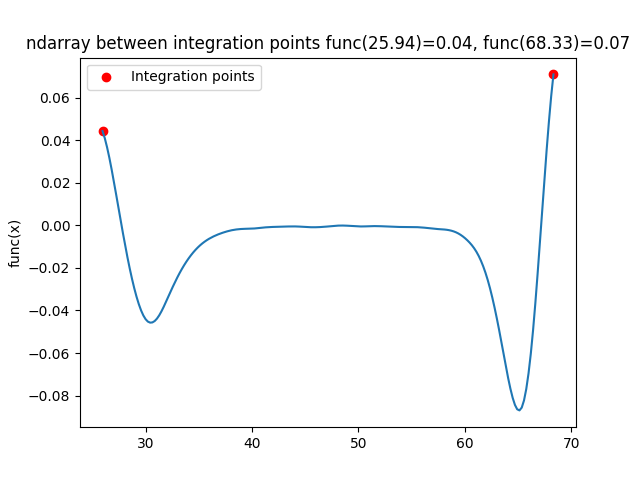 ndarray between integration points func(25.94)=0.04, func(68.33)=0.07
Integration points
0.06
0.04
0.02
0.00
−0.02
−0.04
−0.06
−0.08
func(x)
30 40 50 60 70